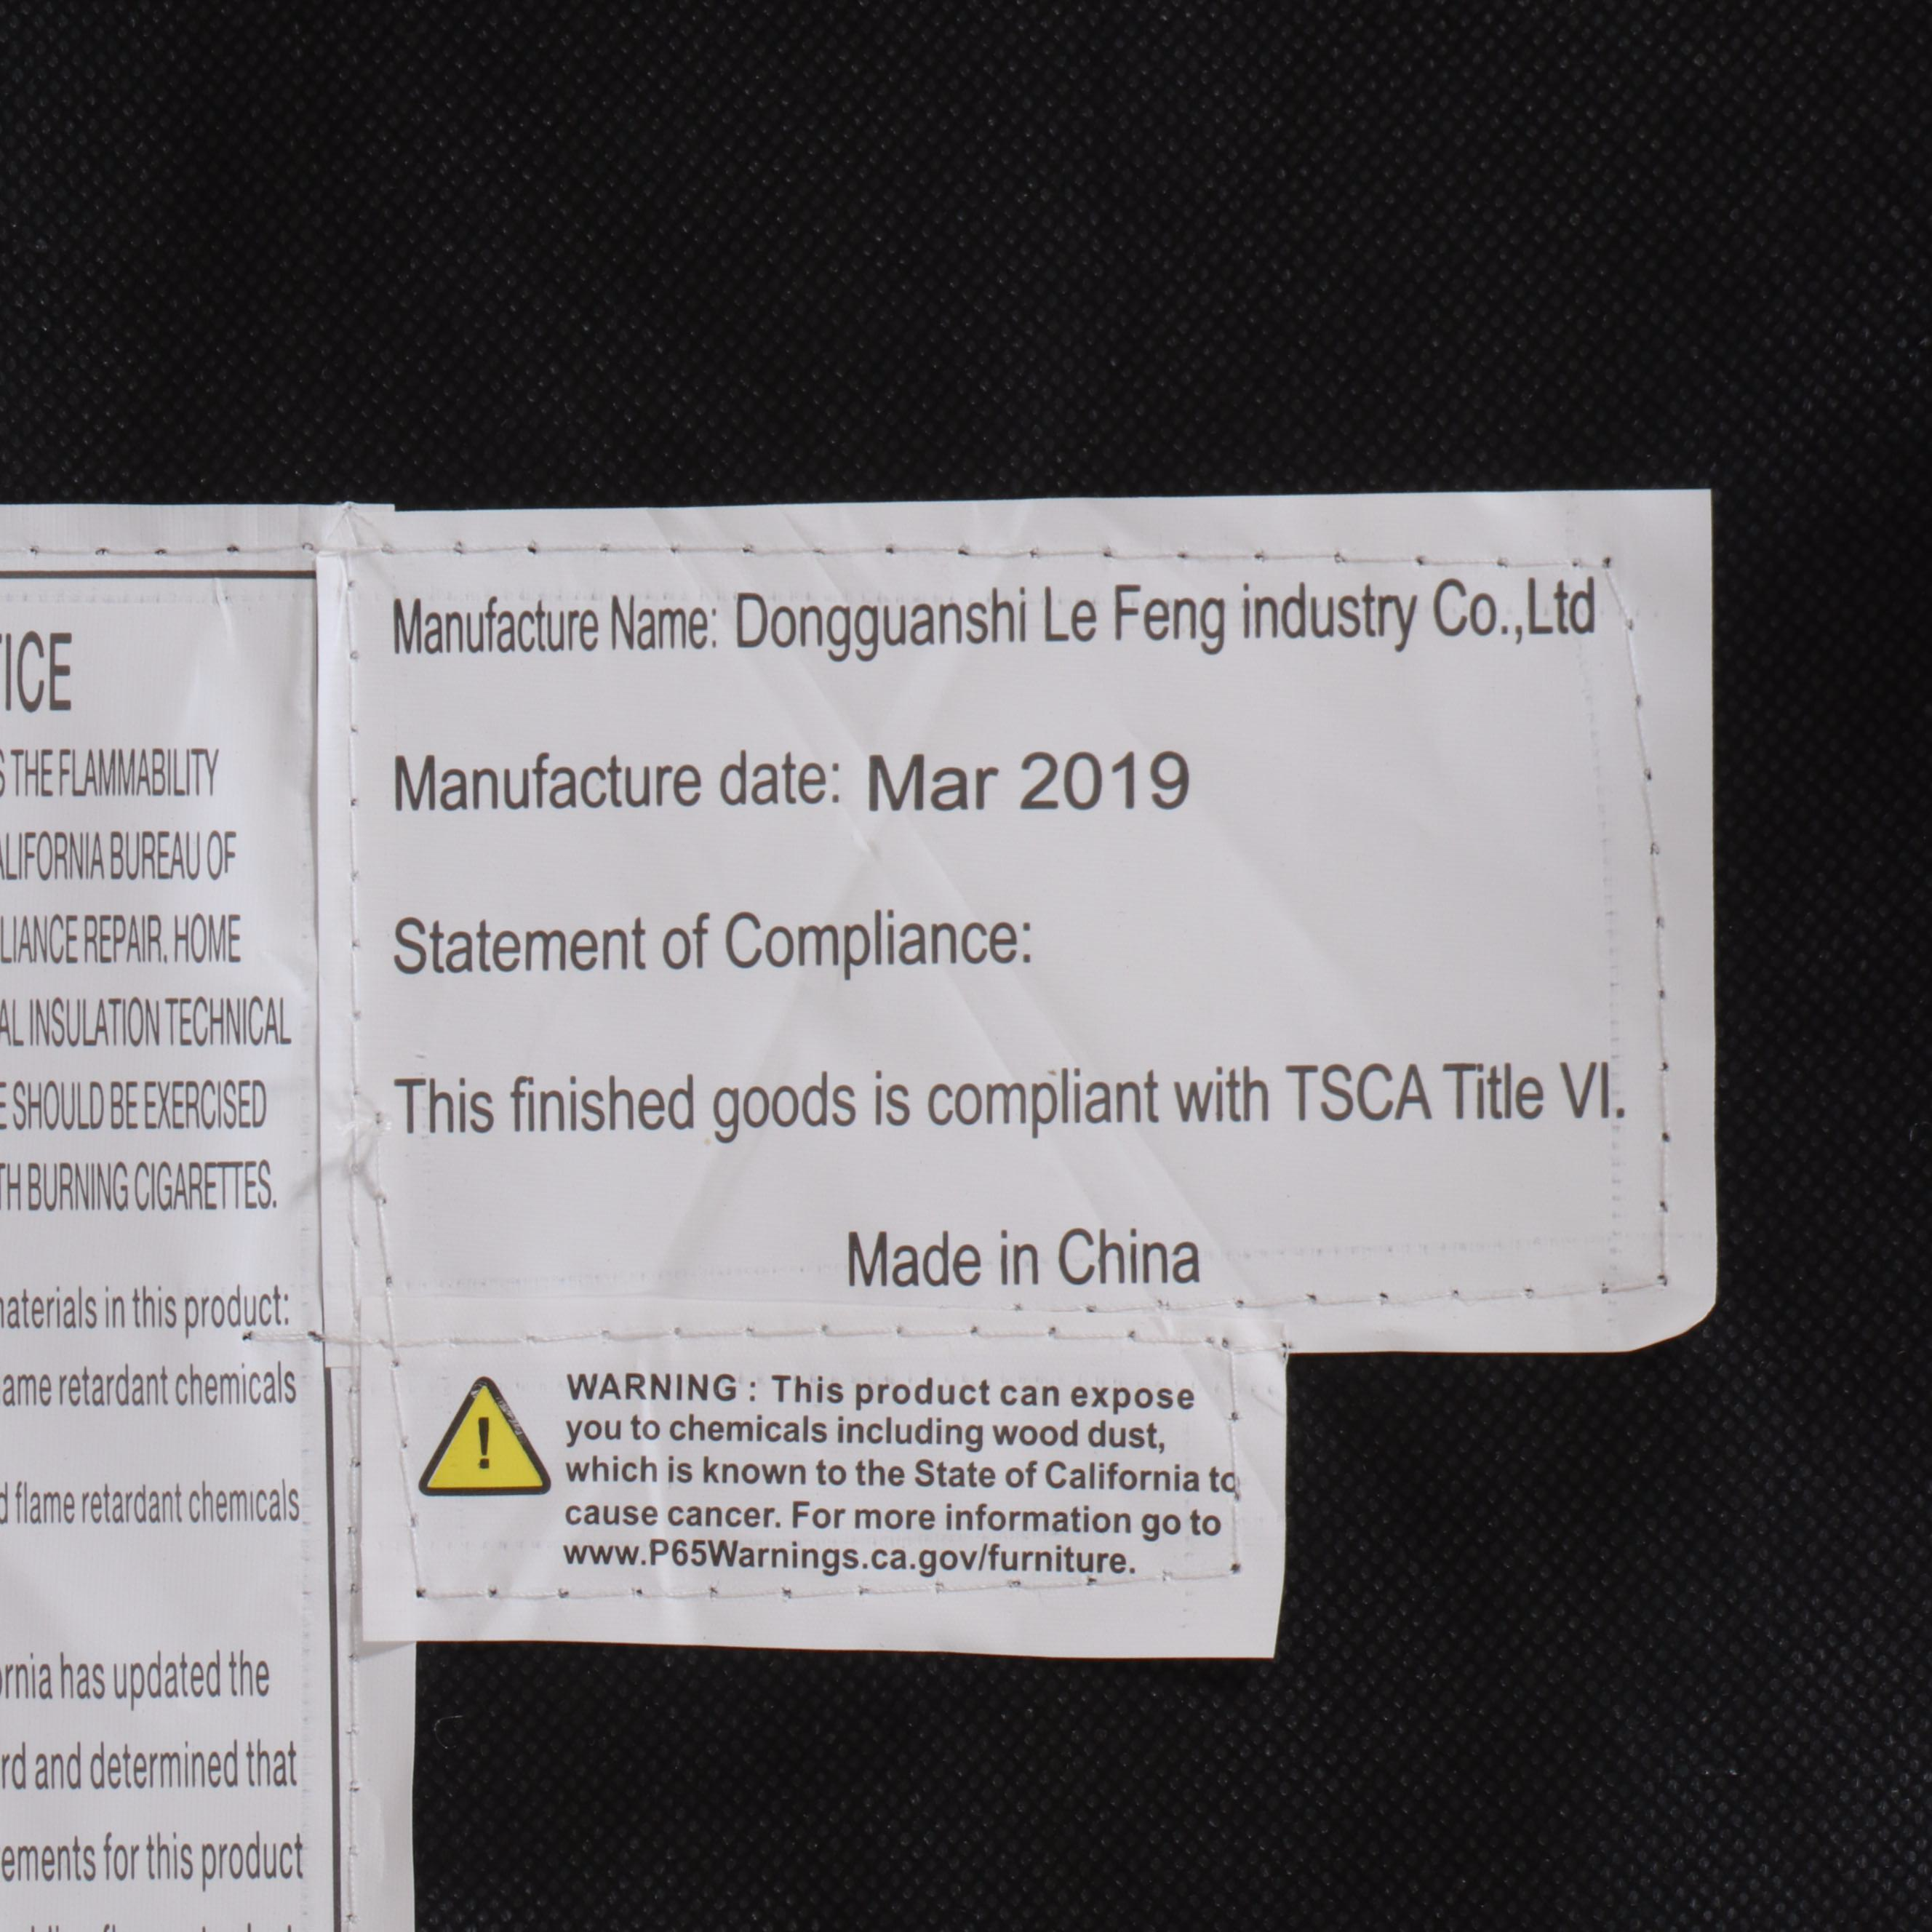 TICE
THE FLAMMABILITY
CALIFORNIA BUREAU OF
LIANCE REPAIR. HOME
AL INSULATION TECHNICAL
E SHOULD BE EXERCISED
TH BURNING CIGARETTES.
materials in this product:
ame retardant chemicals
d flame retardant chemicals
ornia has updated the
rd and determined that
ements for this product
Manufacture Name: Dongguanshi Le Feng industry Co.,Ltd
Manufacture date: Mar 2019
Statement of Compliance:
This finished goods is compliant with TSCA Title VI.
Made in China
WARNING : This product can expose
you to chemicals including wood dust,
which is known to the State of California to
cause cancer. For more information go to
www.P65Warnings.ca.gov/furniture.